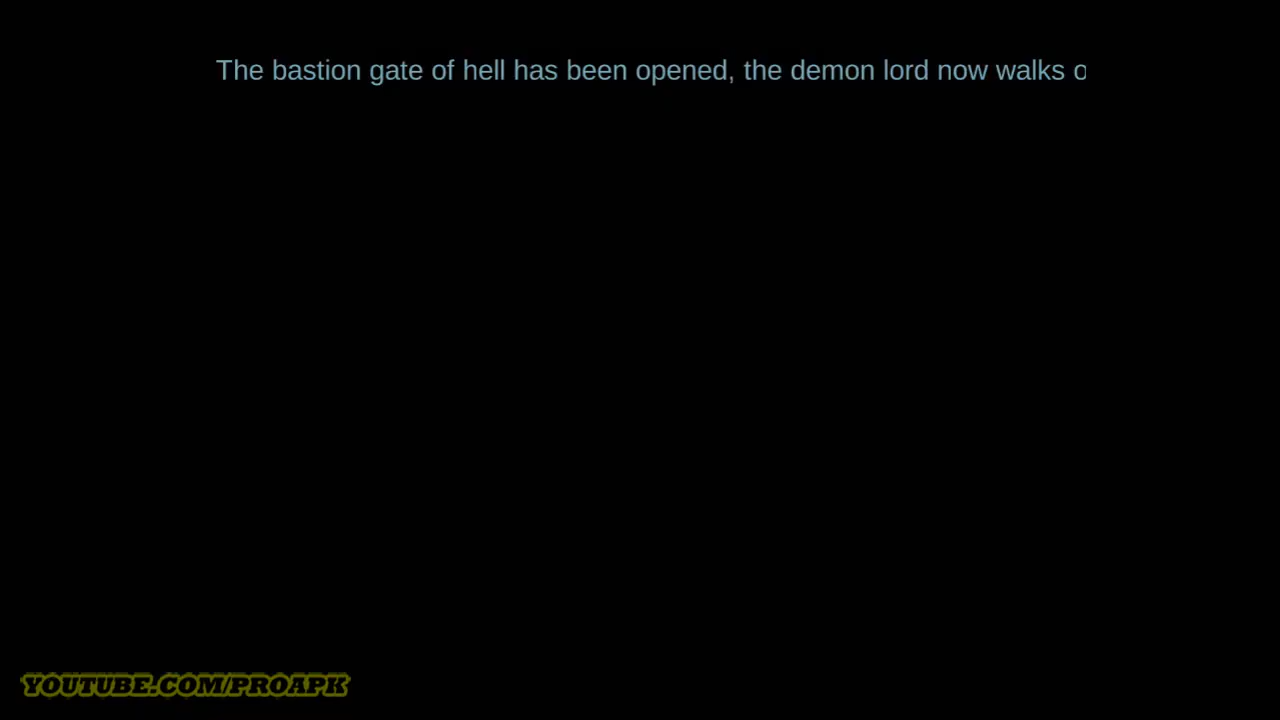 The bastion gate of hell has been opened, the demon lord now walks o
YOUTUBE.COM/PROAPK